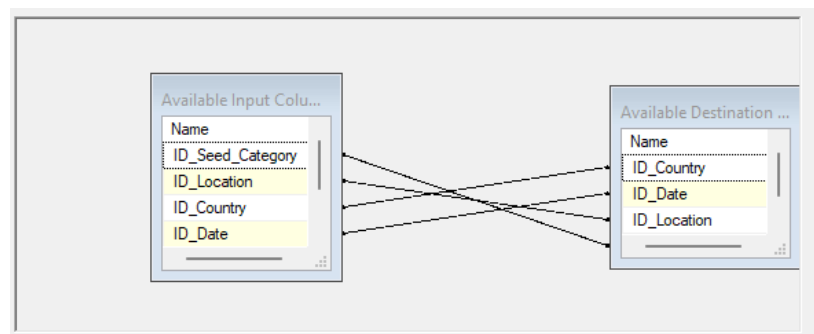 Available Input Colu...
Name
ID_Seed_Category
ID_Location
ID_Country
ID_Date
Available Destination ...
Name
ID_Country
ID_Date
ID_Location